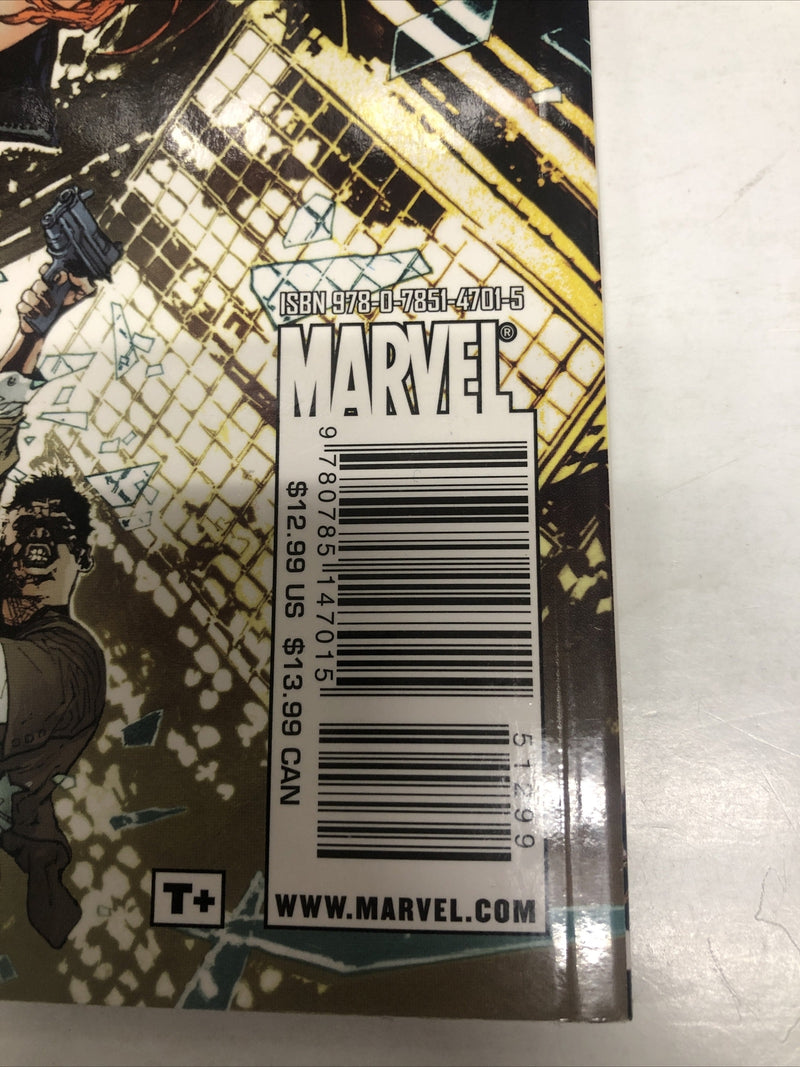 ISBN 978-0-7851-4701-5
MARVEL®
9 780785 147015
$12.99 US $13.99 CAN
51299
T+
WWW.MARVEL.COM